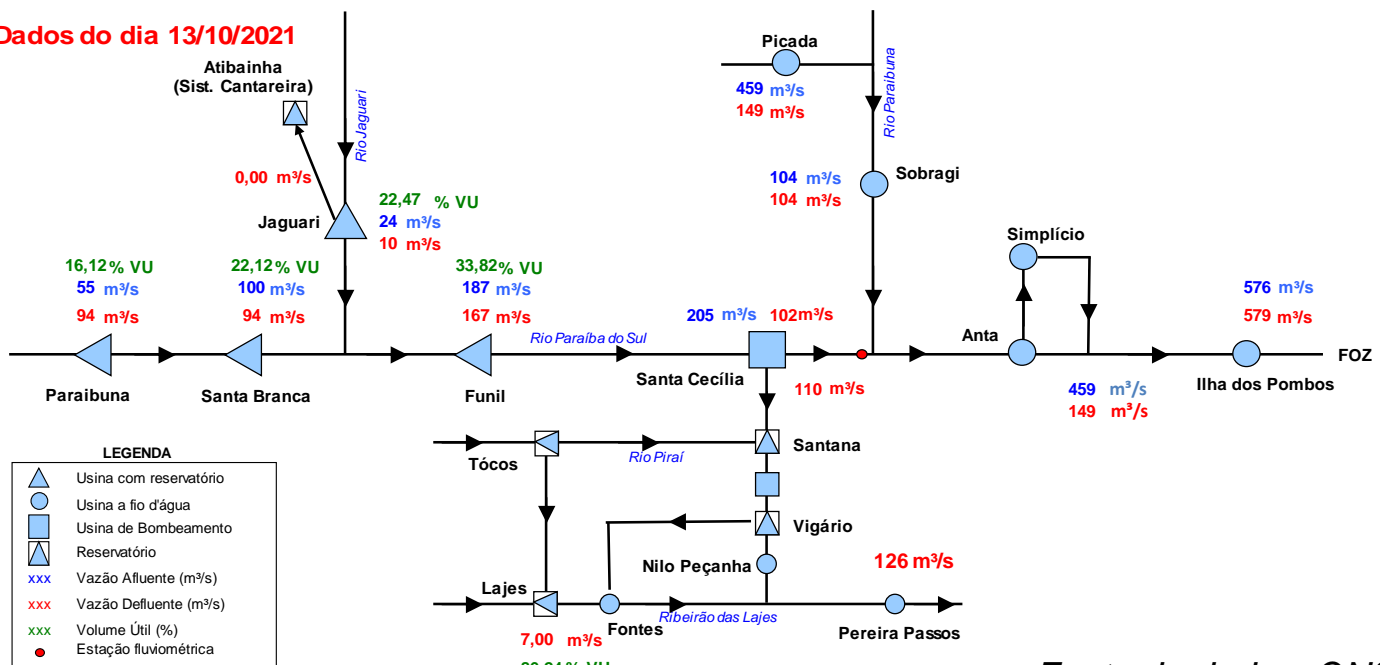 Dados do dia 13/10/2021
Atibainha
(Sist. Cantareira)
Rio Jaguari
0,00 m³/s
Jaguari
22,47 % VU
24 m³/s
10 m³/s
Picada
459 m³/s
149 m³/s
Rio Paraibuna
104 m³/s
104 m³/s
Sobragi
Simplício
16,12% VU
55 m³/s
94 m³/s
Paraibuna
22,12% VU
100 m³/s
94 m³/s
Santa Branca
33,82% VU
187 m³/s
167 m³/s
Funil
Rio Paraíba do Sul
205 m³/s 102m³/s
Santa Cecília
110 m³/s
Anta
459 m³/s
149 m³/s
576 m³/s
579 m³/s
Ilha dos Pombos
FOZ
Tócos
Rio Piraí
Santana
Vigário
Nilo Peçanha
126 m³/s
Lajes
Fontes
Ribeirão das Lajes
Pereira Passos
7,00 m³/s
LEGENDA
Usina com reservatório
Usina a fio d'água
Usina de Bombeamento
Reservatório
xxx Vazão Afluente (m³/s)
xxx Vazão Defluente (m³/s)
xxx Volume Útil (%)
Estação fluviométrica